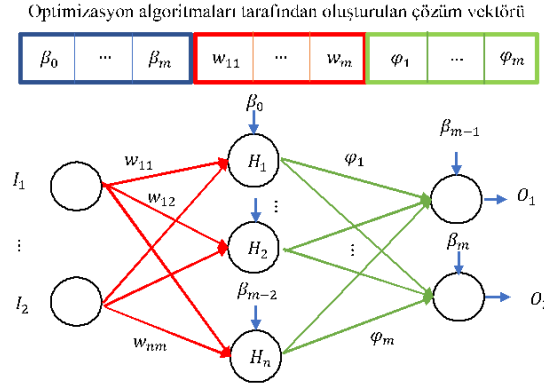 Optimizasyon algoritmaları tarafından oluşturulan çözüm vektörü
β₀ ⋯ βₘ w₁₁ ⋯ wₘ φ₁ ⋯ φₘ
β₀
w₁₁ H₁ φ₁ βₘ₋₁
I₁ w₁₂ O₁
⋮ ⋮ H₂ ⋮ βₘ
I₂ βₘ₋₂ O₂
wₙₘ Hₙ φₘ